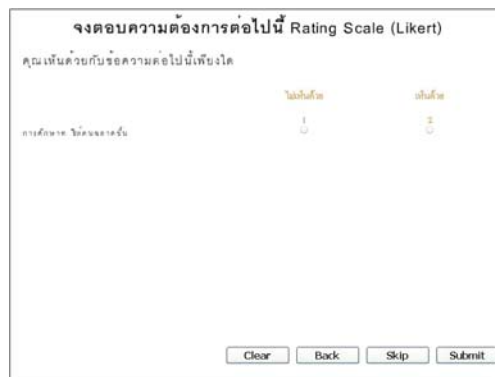 จงตอบความต้องการต่อไปนี้ Rating Scale (Likert)
คุณเห็นด้วยกับข้อความต่อไปนี้เพียงใด
ไม่เห็นด้วย เห็นด้วย
1 2
Clear Back Skip Submit